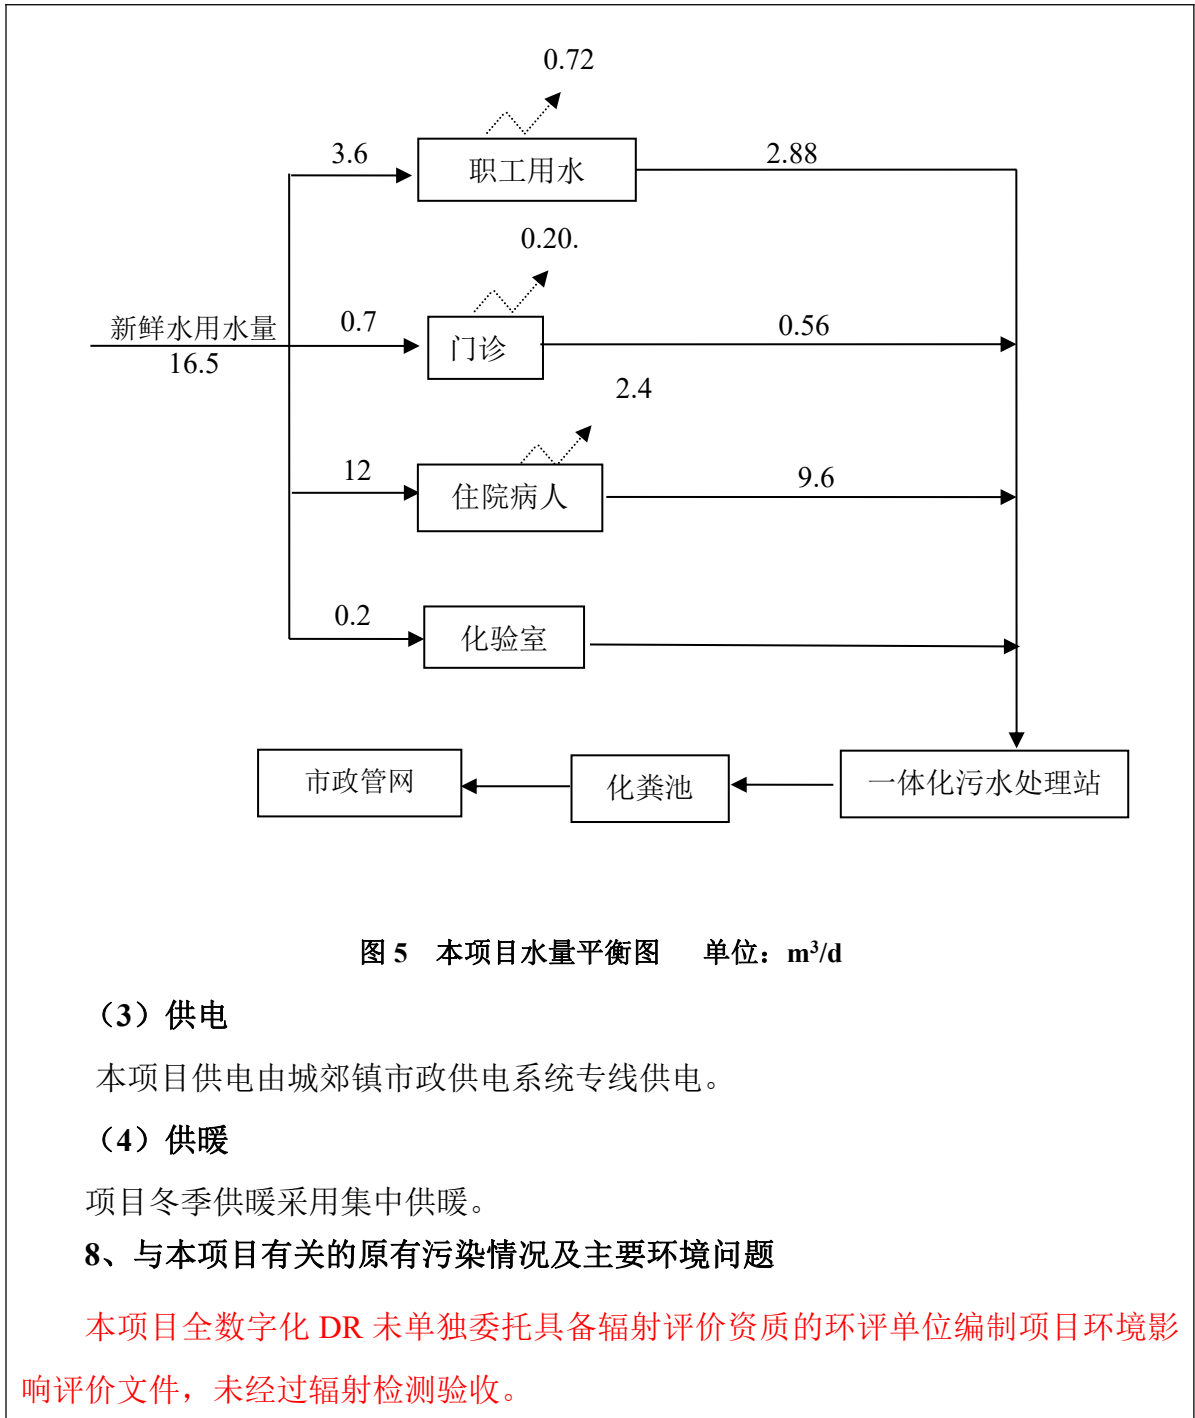 0.72
3.6
职工用水
2.88
0.20.
新鲜水用水量
16.5
0.7
门诊
0.56
2.4
12
住院病人
9.6
0.2
化验室
市政管网
化粪池
一体化污水处理站
图 5 本项目水量平衡图 单位：m³/d
（3）供电
本项目供电由城郊镇市政供电系统专线供电。
（4）供暖
项目冬季供暖采用集中供暖。
8、与本项目有关的原有污染情况及主要环境问题
本项目全数字化 DR 未单独委托具备辐射评价资质的环评单位编制项目环境影
响评价文件，未经过辐射检测验收。